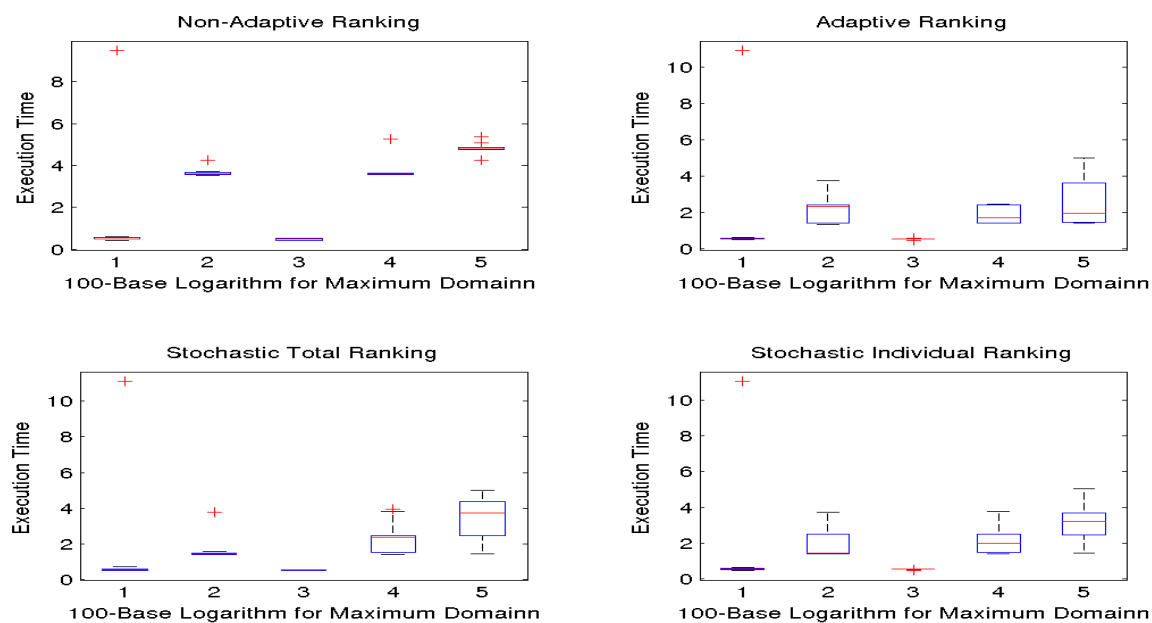 Non-Adaptive Ranking
Execution Time
8
6
4
2
0
1 2 3 4 5
100-Base Logarithm for Maximum Domainn
Adaptive Ranking
Execution Time
10
8
6
4
2
0
1 2 3 4 5
100-Base Logarithm for Maximum Domainn
Stochastic Total Ranking
Execution Time
10
8
6
4
2
0
1 2 3 4 5
100-Base Logarithm for Maximum Domainn
Stochastic Individual Ranking
Execution Time
10
8
6
4
2
0
1 2 3 4 5
100-Base Logarithm for Maximum Domainn